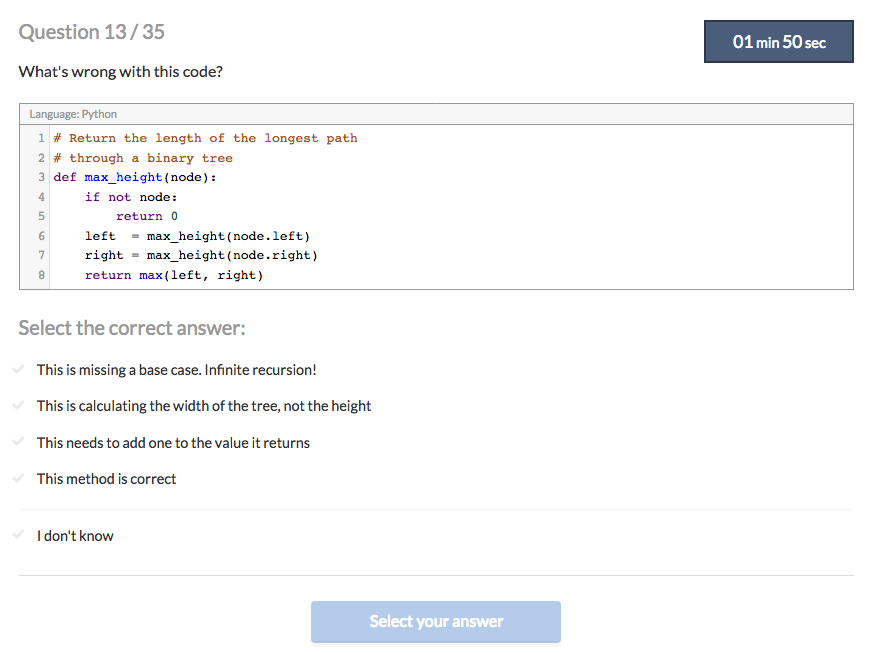 Question 13 / 35
01 min 50 sec
What's wrong with this code?
Language: Python
1 # Return the length of the longest path
2 # through a binary tree
3 def max_height(node):
4     if not node:
5         return 0
6     left  = max_height(node.left)
7     right = max_height(node.right)
8     return max(left, right)
Select the correct answer:
This is missing a base case. Infinite recursion!
This is calculating the width of the tree, not the height
This needs to add one to the value it returns
This method is correct
I don't know
Select your answer